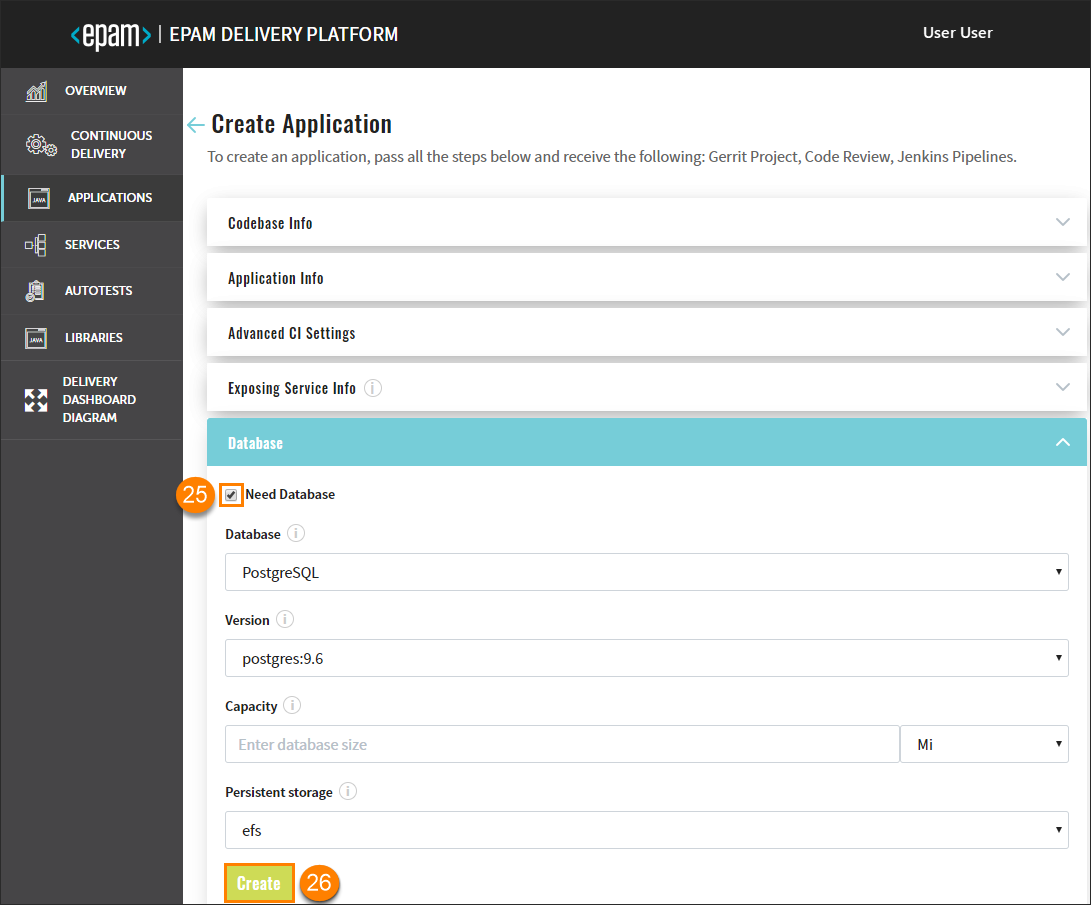 <epam> | EPAM DELIVERY PLATFORM
User User
OVERVIEW
CONTINUOUS
DELIVERY
JAVA
APPLICATIONS
SERVICES
AUTOTESTS
JAVA
LIBRARIES
DELIVERY
DASHBOARD
DIAGRAM
Create Application
To create an application, pass all the steps below and receive the following: Gerrit Project, Code Review, Jenkins Pipelines.
Codebase Info
Application Info
Advanced CI Settings
Exposing Service Info i
Database
25 Need Database
Database i
PostgreSQL
Version i
postgres:9.6
Capacity i
Enter database size Mi
Persistent storage i
efs
Create 26